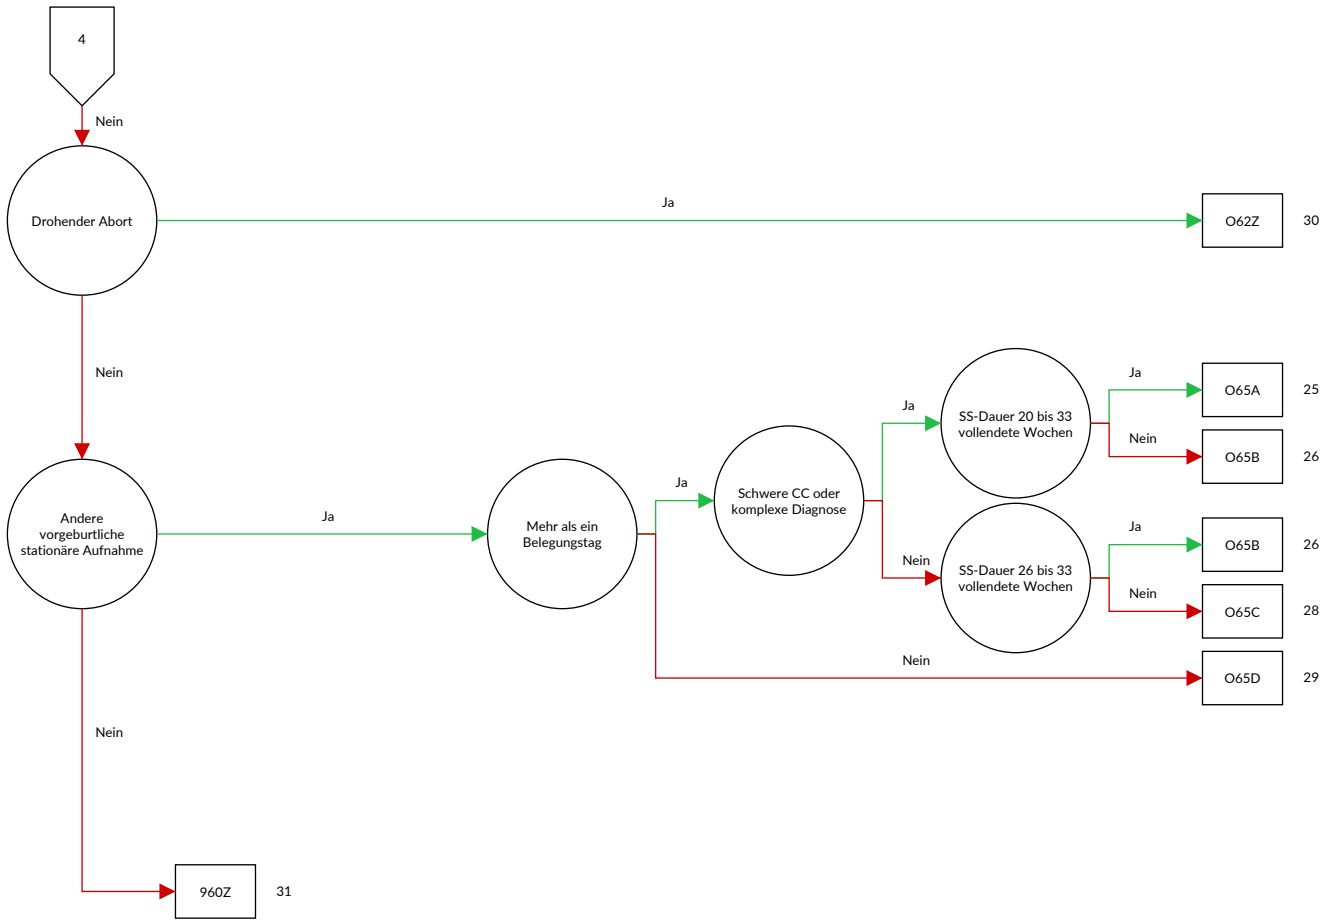 4
Nein
Drohender Abort
Ja
O62Z
30
Nein
Andere
vorgeburtliche
stationäre Aufnahme
Ja
Mehr als ein
Belegungstag
Ja
Schwere CC oder
komplexe Diagnose
Ja
SS-Dauer 20 bis 33
vollendete Wochen
Ja
O65A
25
Nein
O65B
26
Nein
SS-Dauer 26 bis 33
vollendete Wochen
Ja
O65B
26
Nein
O65C
28
Nein
O65D
29
Nein
960Z
31